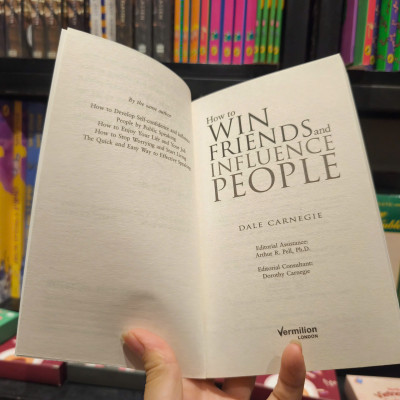 By the same author
How to Develop Self-confidence and Influence
People by Public Speaking
How to Enjoy Your Life and Your Job
How to Stop Worrying and Start Living
The Quick and Easy Way to Effective Speaking
How to
WIN
FRIENDS and
INFLUENCE
PEOPLE
DALE CARNEGIE
Editorial Assistance:
Arthur R. Pell, Ph.D.
Editorial Consultant:
Dorothy Carnegie
Vermilion
LONDON